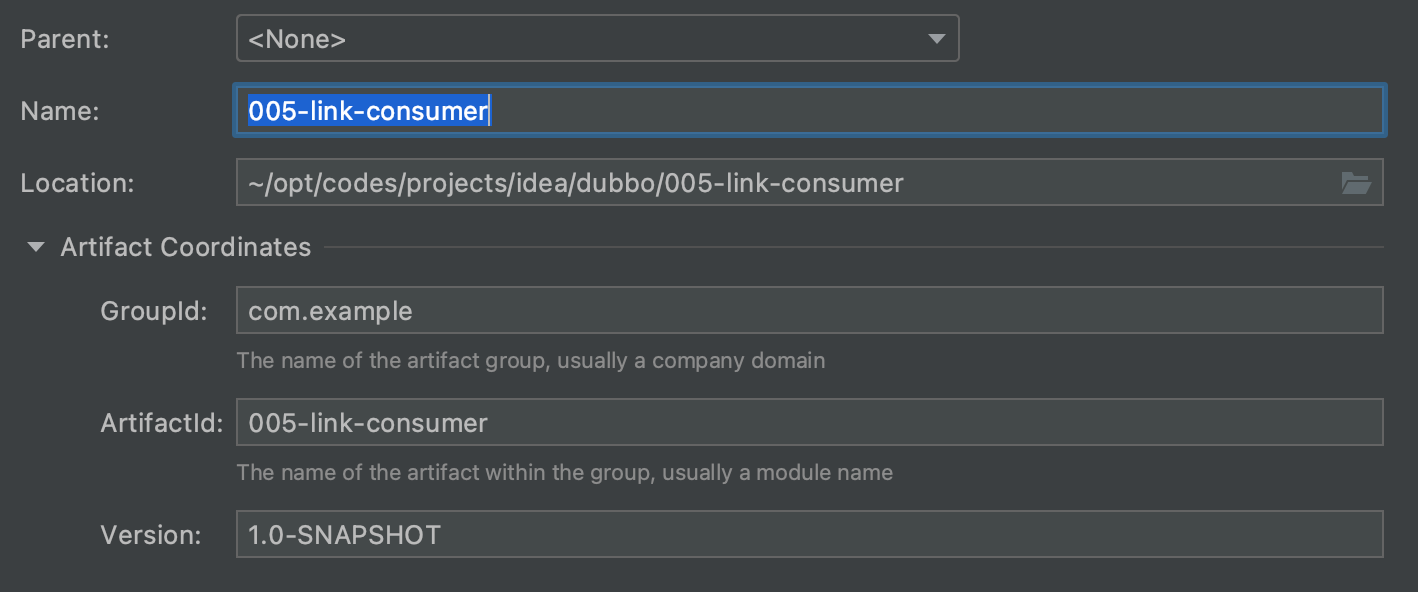 Parent: <None>
Name: 005-link-consumer
Location: ~/opt/codes/projects/idea/dubbo/005-link-consumer
Artifact Coordinates
GroupId: com.example
The name of the artifact group, usually a company domain
ArtifactId: 005-link-consumer
The name of the artifact within the group, usually a module name
Version: 1.0-SNAPSHOT